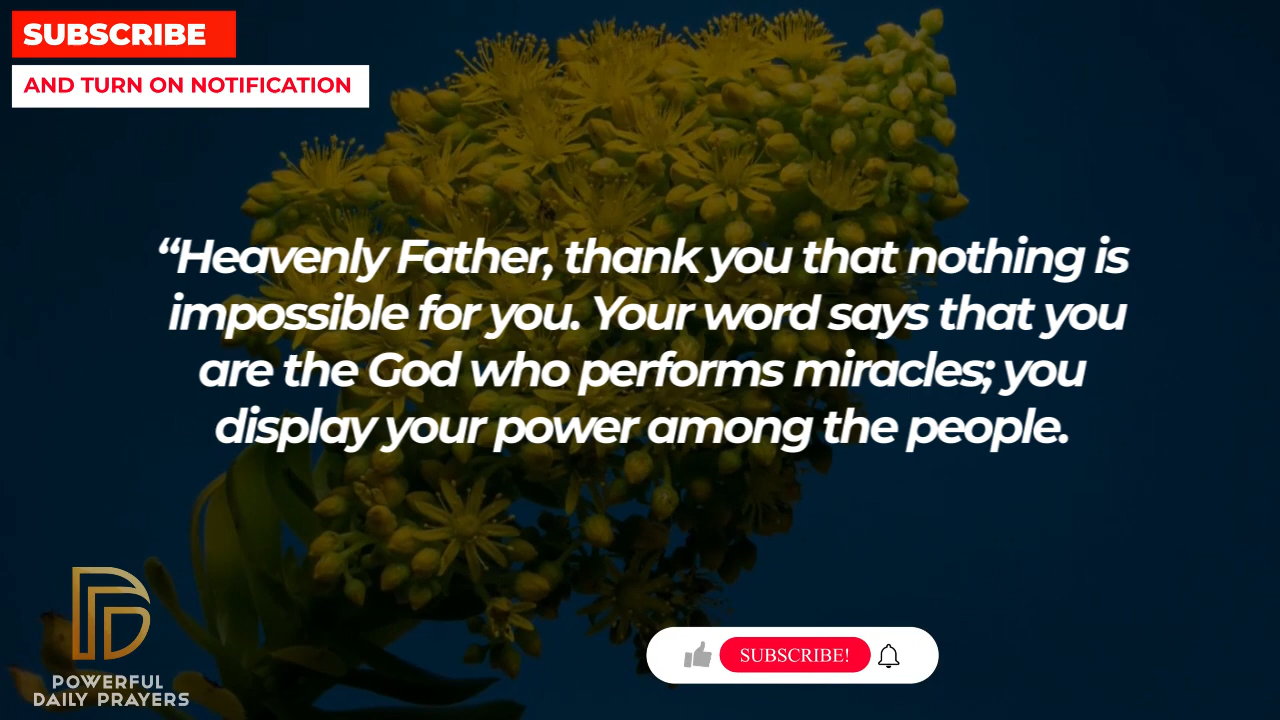 SUBSCRIBE
AND TURN ON NOTIFICATION
“Heavenly Father, thank you that nothing is
impossible for you. Your word says that you
are the God who performs miracles; you
display your power among the people.
POWERFUL
DAILY PRAYERS
SUBSCRIBE!